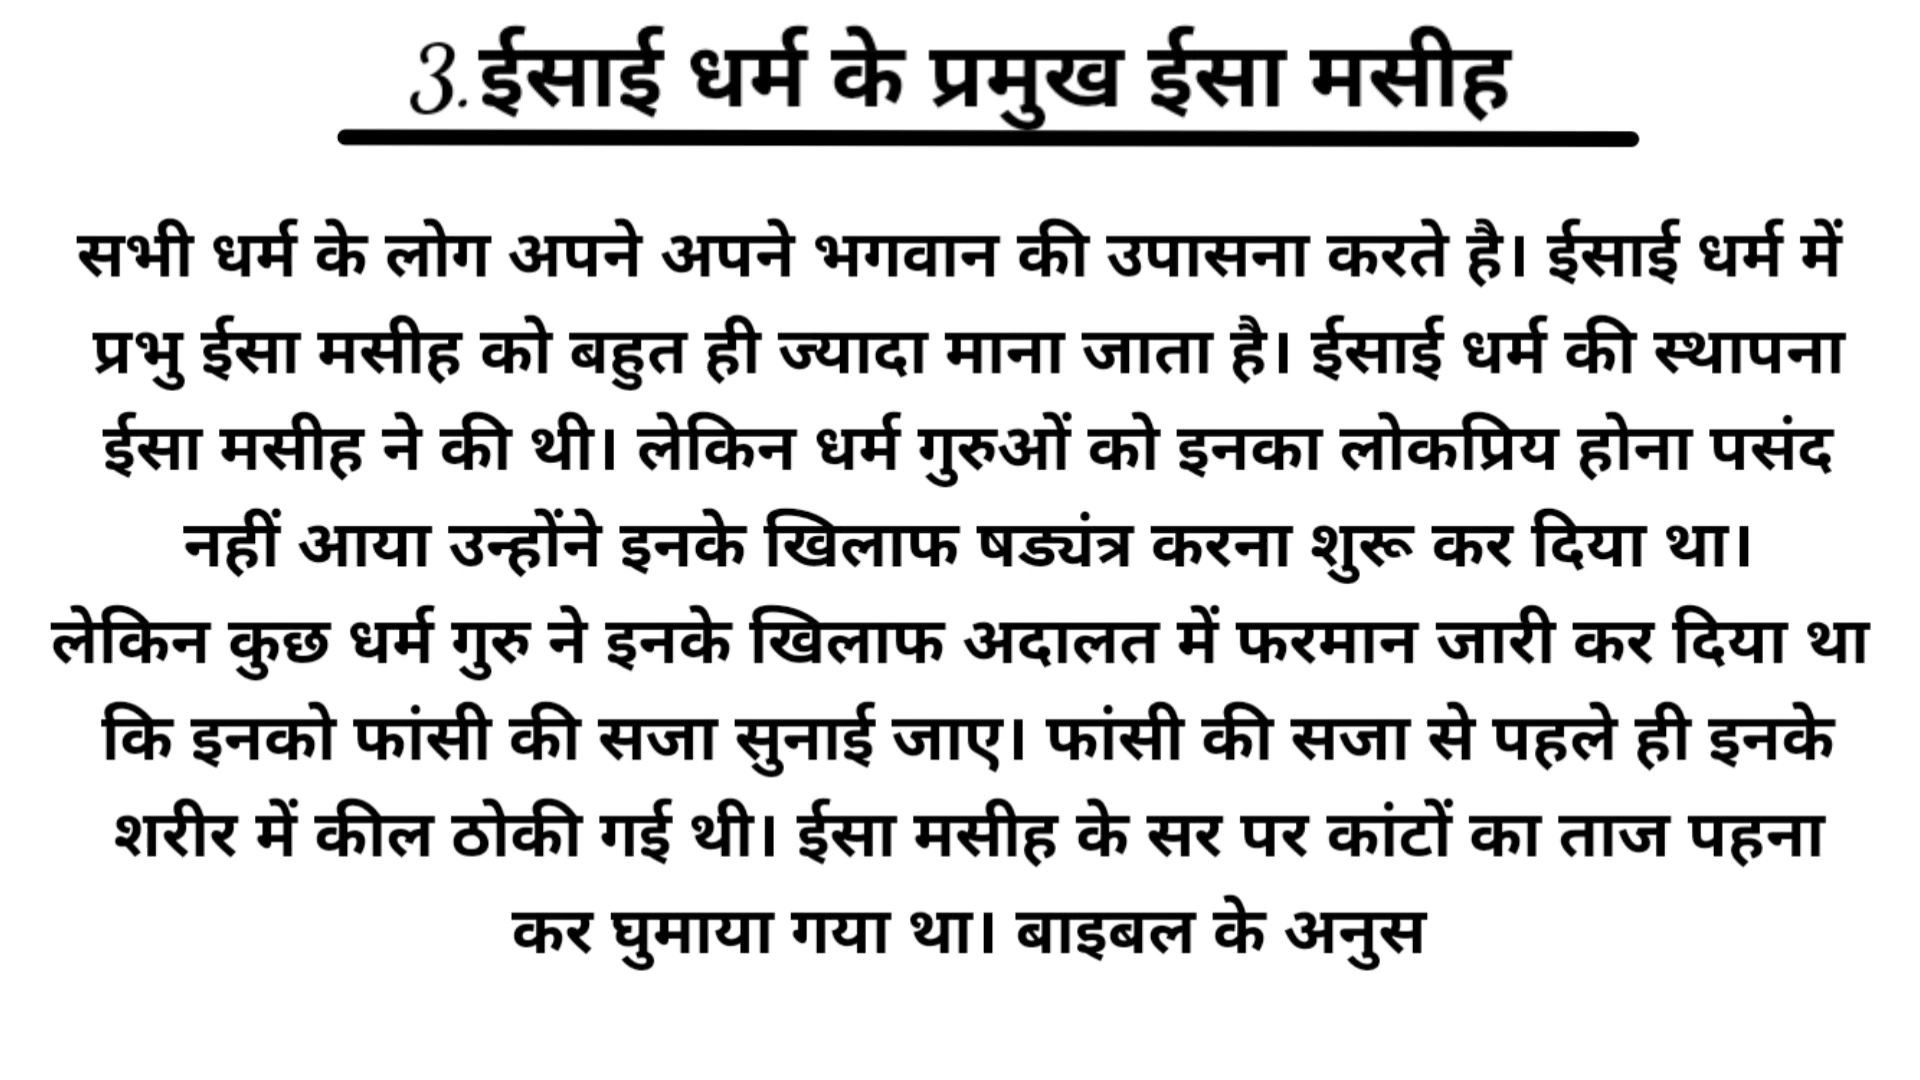 3.ईसाई धर्म के प्रमुख ईसा मसीह
सभी धर्म के लोग अपने अपने भगवान की उपासना करते है। ईसाई धर्म में
प्रभु ईसा मसीह को बहुत ही ज्यादा माना जाता है। ईसाई धर्म की स्थापना
ईसा मसीह ने की थी। लेकिन धर्म गुरुओं को इनका लोकप्रिय होना पसंद
नहीं आया उन्होंने इनके खिलाफ षड्यंत्र करना शुरू कर दिया था।
लेकिन कुछ धर्म गुरु ने इनके खिलाफ अदालत में फरमान जारी कर दिया था
कि इनको फांसी की सजा सुनाई जाए। फांसी की सजा से पहले ही इनके
शरीर में कील ठोकी गई थी। ईसा मसीह के सर पर कांटों का ताज पहना
कर घुमाया गया था। बाइबल के अनुस